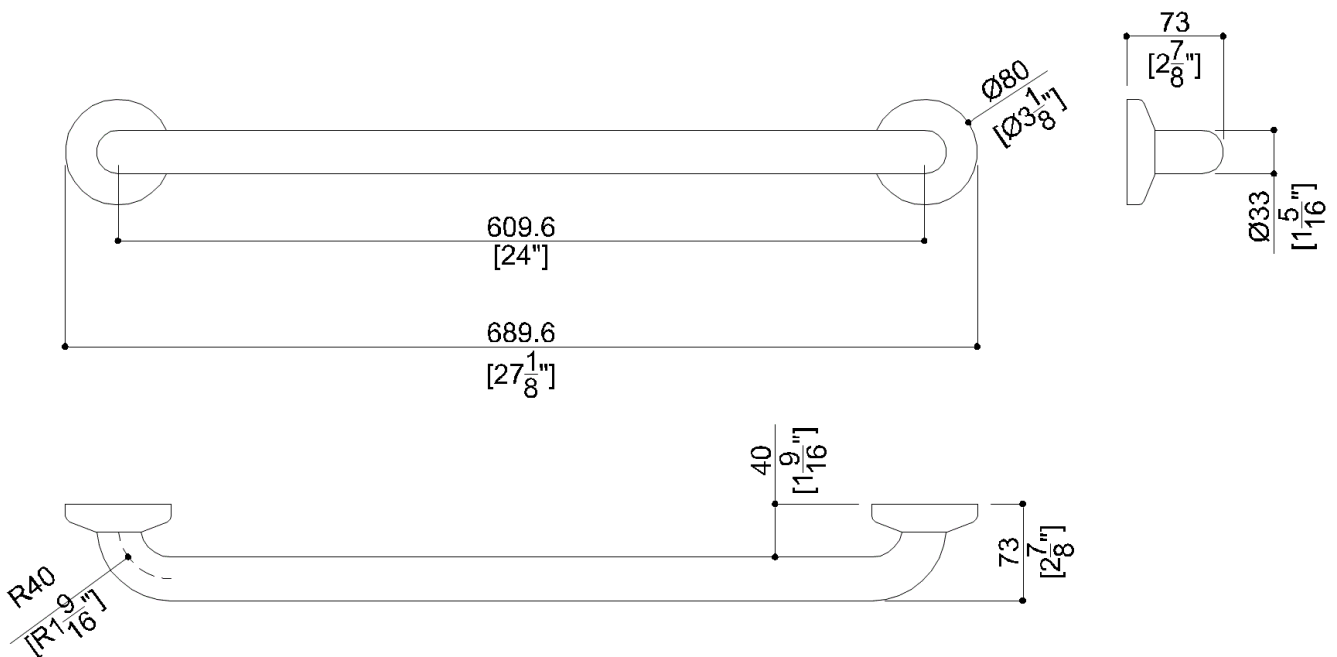 73
[2 7/8"]
Ø80
[Ø3 1/8"]
Ø33
[1 5/16"]
609.6
[24"]
689.6
[27 1/8"]
40
[1 9/16"]
73
[2 7/8"]
R40
[R1 9/16"]